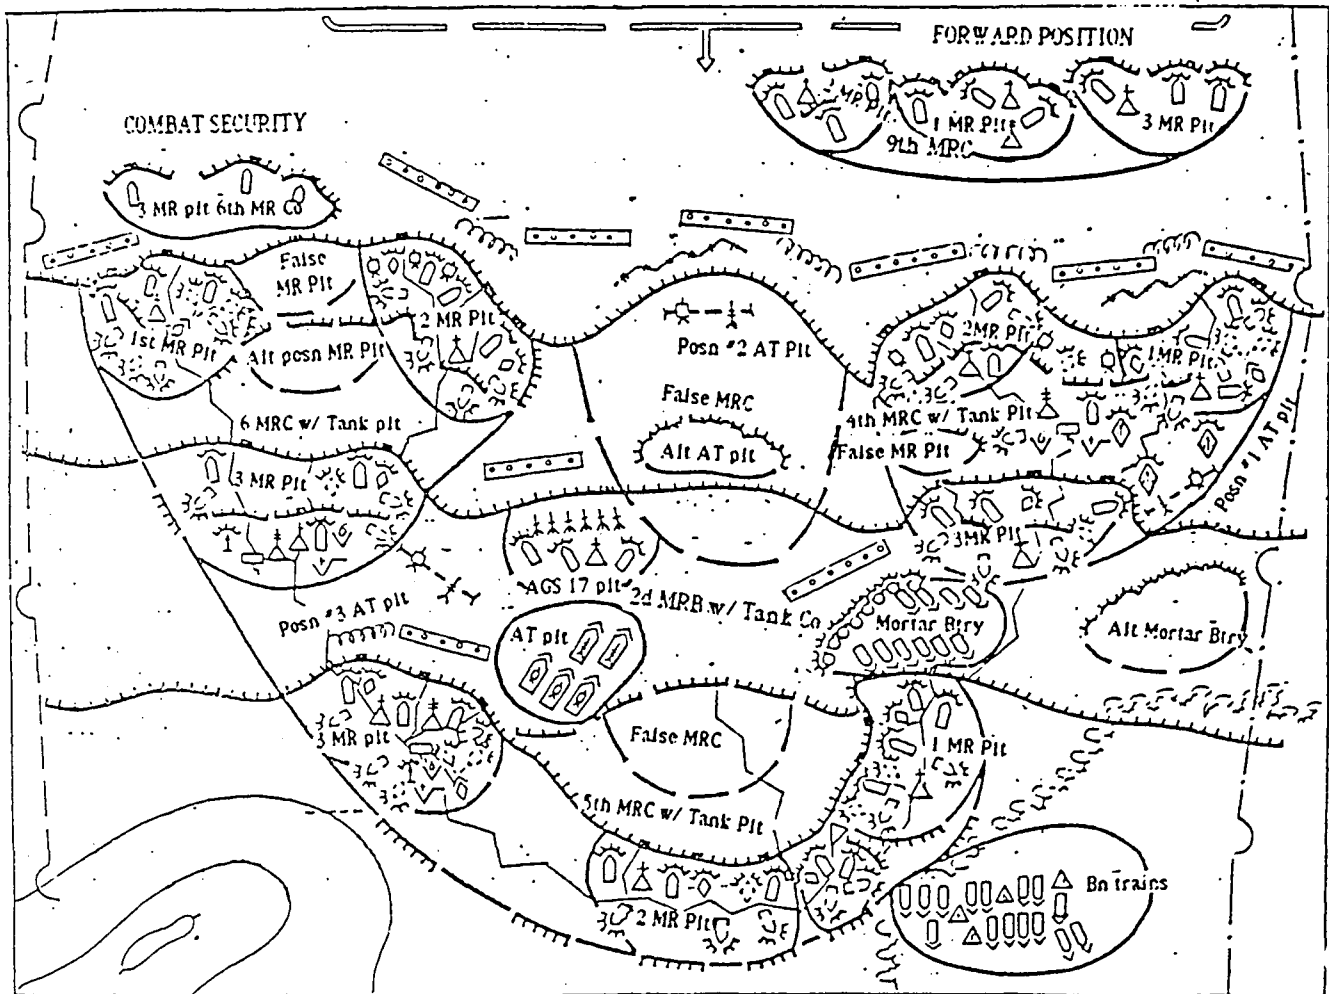 FORWARD POSITION
MR Plt
1 MR Plt
3 MR Plt
9th MRC
COMBAT SECURITY
3 MR plt 6th MR Co
False
MR Plt
1st MR Plt
2 MR Plt
Alt posn MR Plt
Posn #2 AT Plt
2MR Plt
1MR Plt
False MRC
6 MRC w/ Tank plt
4th MRC w/ Tank Plt
Alt AT plt
False MR Plt
Posn #1 AT plt
3 MR Plt
3MR Plt
AGS 17 plt
2d MRB w/ Tank Co
Posn #3 AT plt
AT plt
Mortar Btry
Alt Mortar Btry
3 MR plt
False MRC
1 MR Plt
5th MRC w/ Tank Plt
2 MR Plt
Bn trains